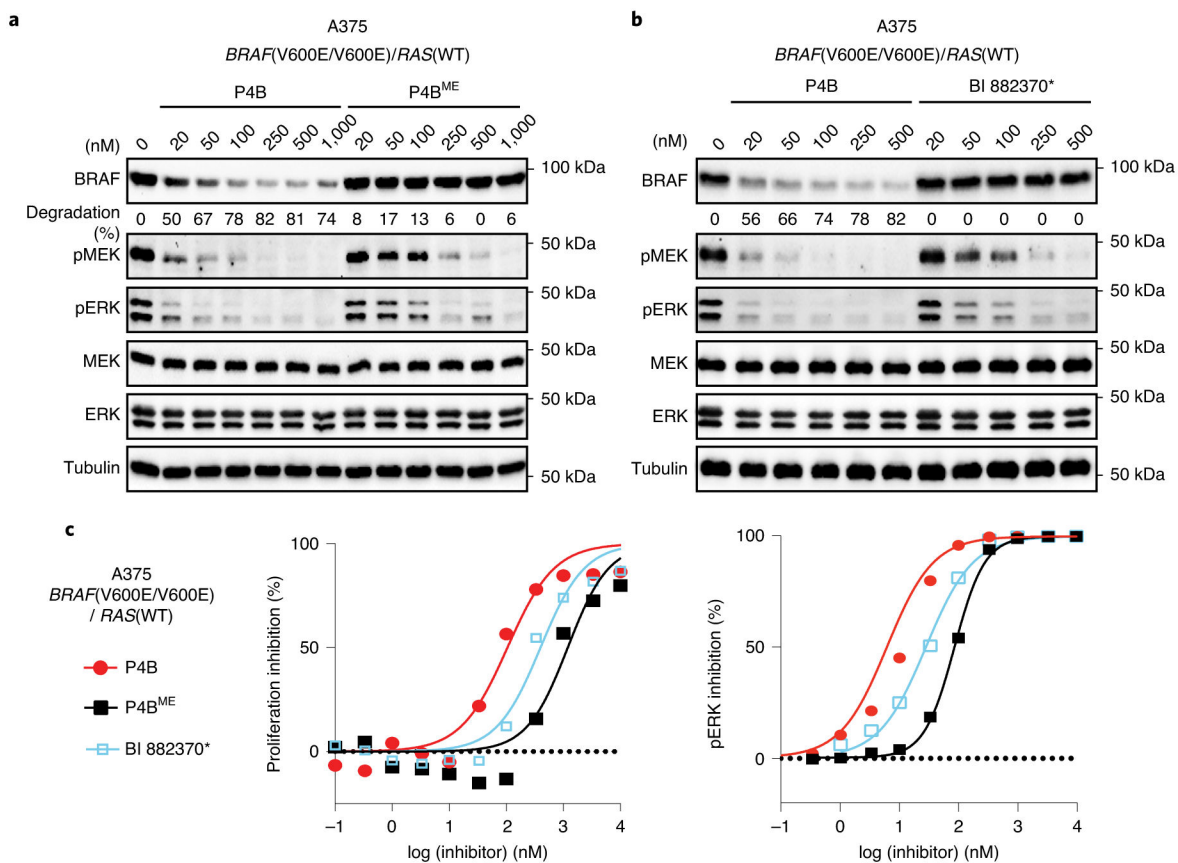 a
A375
BRAF(V600E/V600E)/RAS(WT)
P4B P4BME
(nM) 0 20 50 100 250 500 1,000 20 50 100 250 500 1,000
BRAF 100 kDa
Degradation (%) 0 50 67 78 82 81 74 8 17 13 6 0 6
pMEK 50 kDa
pERK 50 kDa
MEK 50 kDa
ERK 50 kDa
Tubulin 50 kDa
b
A375
BRAF(V600E/V600E)/RAS(WT)
P4B BI 882370*
(nM) 0 20 50 100 250 500 20 50 100 250 500
BRAF 100 kDa
0 56 66 74 78 82 0 0 0 0 0
pMEK 50 kDa
pERK 50 kDa
MEK 50 kDa
ERK 50 kDa
Tubulin 50 kDa
c
A375
BRAF(V600E/V600E)
/ RAS(WT)
P4B
P4BME
BI 882370*
Proliferation inhibition (%)
100
50
0
–1 0 1 2 3 4
log (inhibitor) (nM)
pERK inhibition (%)
100
50
0
–1 0 1 2 3 4
log (inhibitor) (nM)